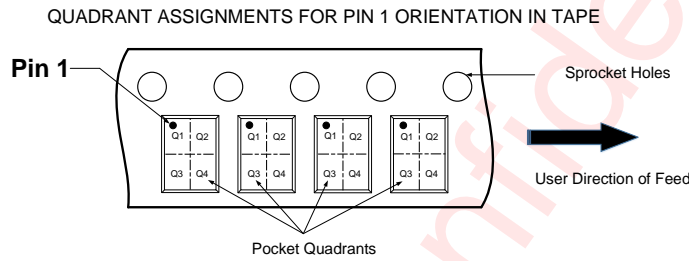 QUADRANT ASSIGNMENTS FOR PIN 1 ORIENTATION IN TAPE
Pin 1
Sprocket Holes
Q1 Q2 Q1 Q2 Q1 Q2 Q1 Q2
Q3 Q4 Q3 Q4 Q3 Q4 Q3 Q4
User Direction of Feed
Pocket Quadrants